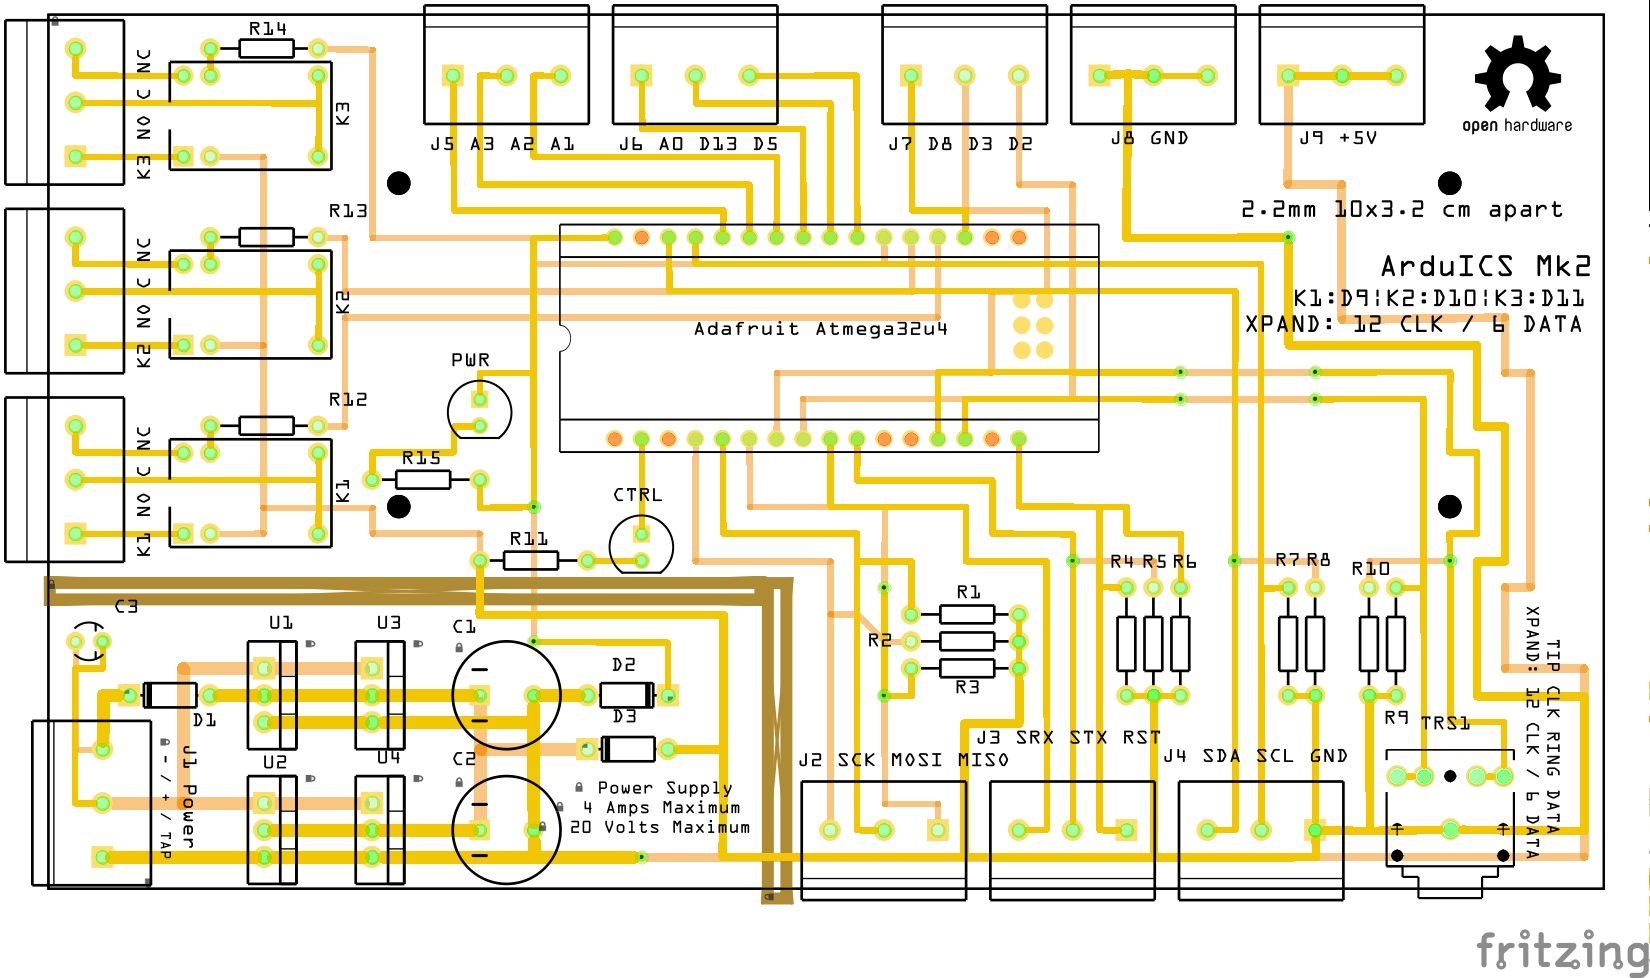 R14
NC
C
NO
K3
K3
J5 A3 A2 A1
J6 A0 D13 D5
J7 D8 D3 D2
J8 GND
J9 +5V
open hardware
R13
NC
C
NO
K2
K2
2.2mm 10x3.2 cm apart
ArduICS Mk2
K1:D9¦K2:D10¦K3:D11
XPAND: 12 CLK / 6 DATA
Adafruit Atmega32u4
PWR
R12
NC
C
NO
K1
K1
R15
CTRL
R11
R4 R5 R6
R7 R8
R10
R1
R2
R3
C3
U1
U3
C1
D2
D1
D3
U2
U4
C2
J1 Power
- / + / TAP
Power Supply
4 Amps Maximum
20 Volts Maximum
J2 SCK MOSI MISO
J3 SRX STX RST
J4 SDA SCL GND
R9
TRS1
TIP CLK RING DATA
XPAND: 12 CLK / 6 DATA
fritzing